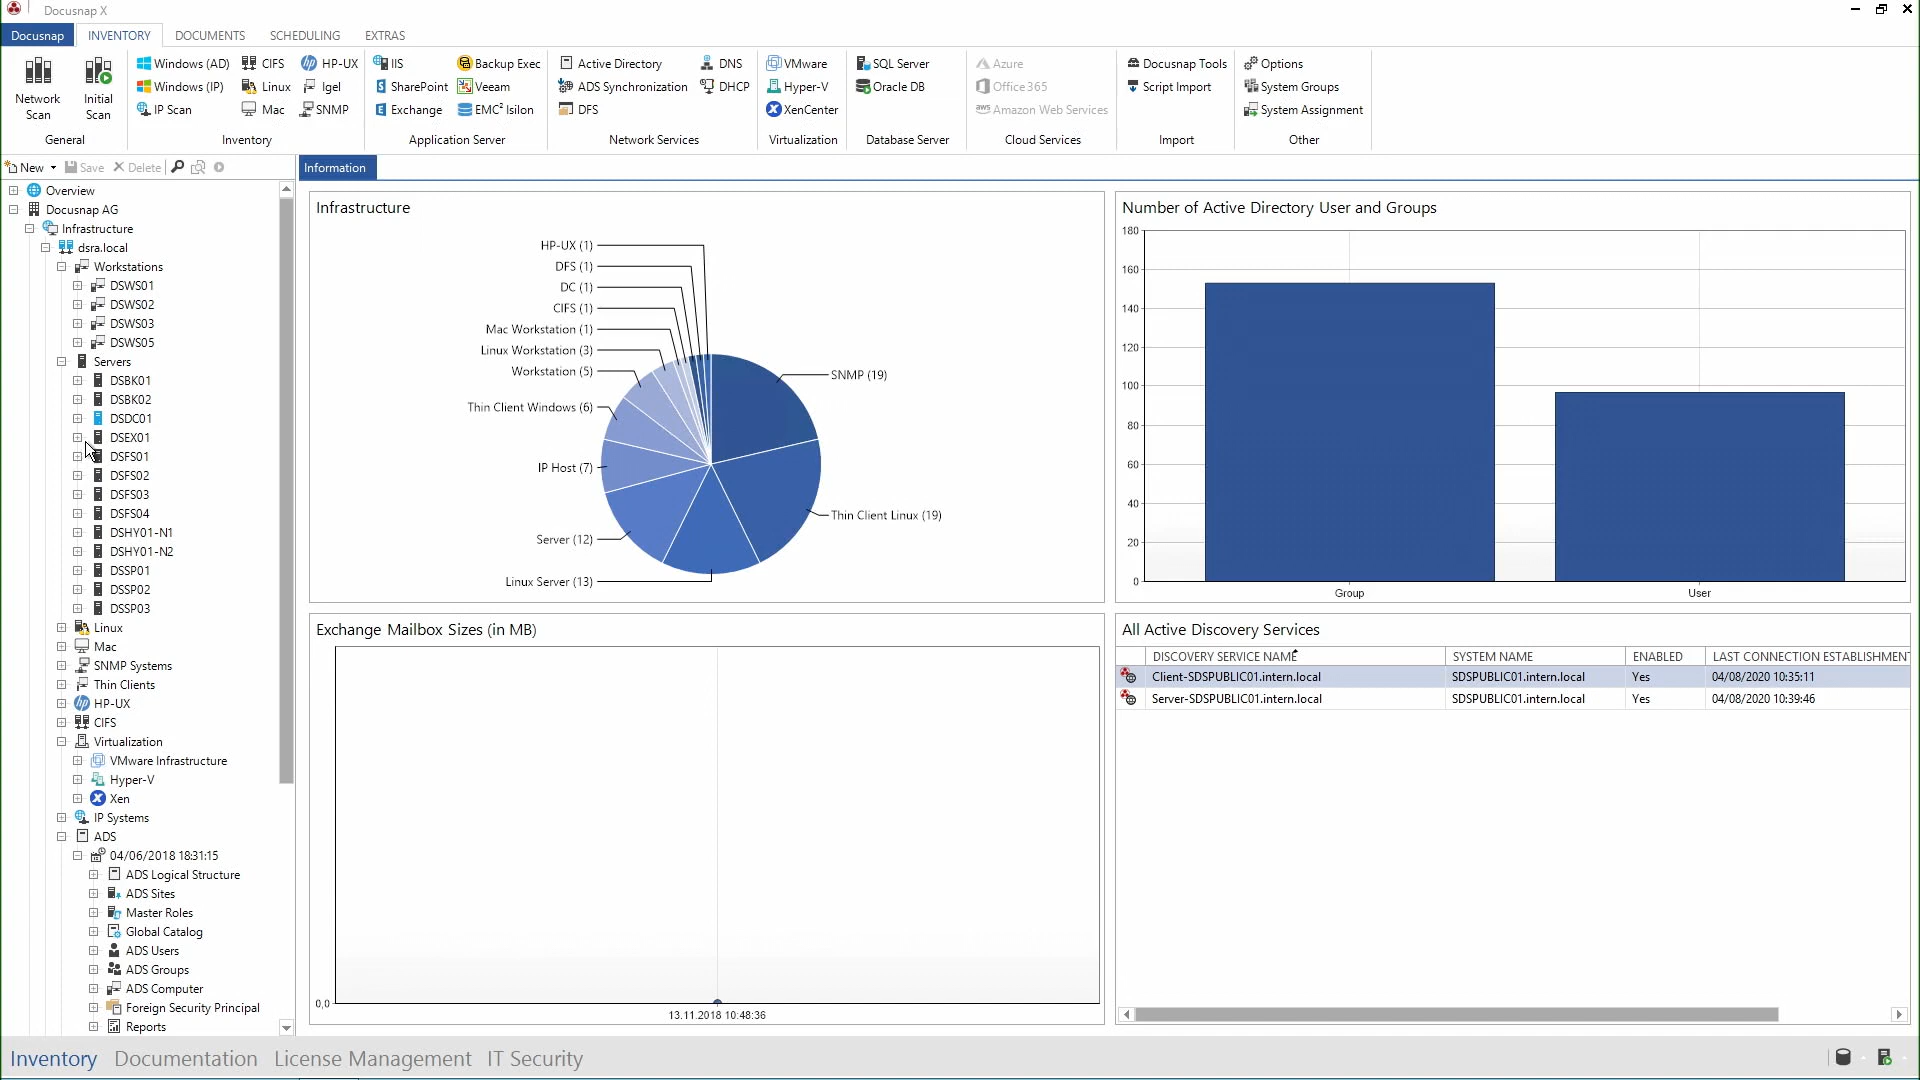 Docusnap X
Docusnap INVENTORY DOCUMENTS SCHEDULING EXTRAS
Network Scan
Initial Scan
General
Windows (AD) CIFS HP-UX
Windows (IP) Linux Igel
IP Scan Mac SNMP
Inventory
IIS Backup Exec
SharePoint Veeam
Exchange EMC² Isilon
Application Server
Active Directory DNS
ADS Synchronization DHCP
DFS
Network Services
VMware
Hyper-V
XenCenter
Virtualization
SQL Server
Oracle DB
Database Server
Azure
Office 365
aws Amazon Web Services
Cloud Services
Docusnap Tools
Script Import
Import
Options
System Groups
System Assignment
Other
New Save Delete
Overview
Docusnap AG
Infrastructure
dsra.local
Workstations
DSWS01
DSWS02
DSWS03
DSWS05
Servers
DSBK01
DSBK02
DSDC01
DSEX01
DSFS01
DSFS02
DSFS03
DSFS04
DSHY01-N1
DSHY01-N2
DSSP01
DSSP02
DSSP03
Linux
Mac
SNMP Systems
Thin Clients
HP-UX
CIFS
Virtualization
VMware Infrastructure
Hyper-V
Xen
IP Systems
ADS
04/06/2018 18:31:15
ADS Logical Structure
ADS Sites
Master Roles
Global Catalog
ADS Users
ADS Groups
ADS Computer
Foreign Security Principal
Reports
Information
Infrastructure
HP-UX (1)
DFS (1)
DC (1)
CIFS (1)
Mac Workstation (1)
Linux Workstation (3)
Workstation (5)
Thin Client Windows (6)
IP Host (7)
Server (12)
Linux Server (13)
SNMP (19)
Thin Client Linux (19)
Number of Active Directory User and Groups
180
160
140
120
100
80
60
40
20
0
Group User
Exchange Mailbox Sizes (in MB)
0,0
13.11.2018 10:48:36
All Active Discovery Services
DISCOVERY SERVICE NAME SYSTEM NAME ENABLED LAST CONNECTION ESTABLISHMENT
Client-SDSPUBLIC01.intern.local SDSPUBLIC01.intern.local Yes 04/08/2020 10:35:11
Server-SDSPUBLIC01.intern.local SDSPUBLIC01.intern.local Yes 04/08/2020 10:39:46
Inventory Documentation License Management IT Security